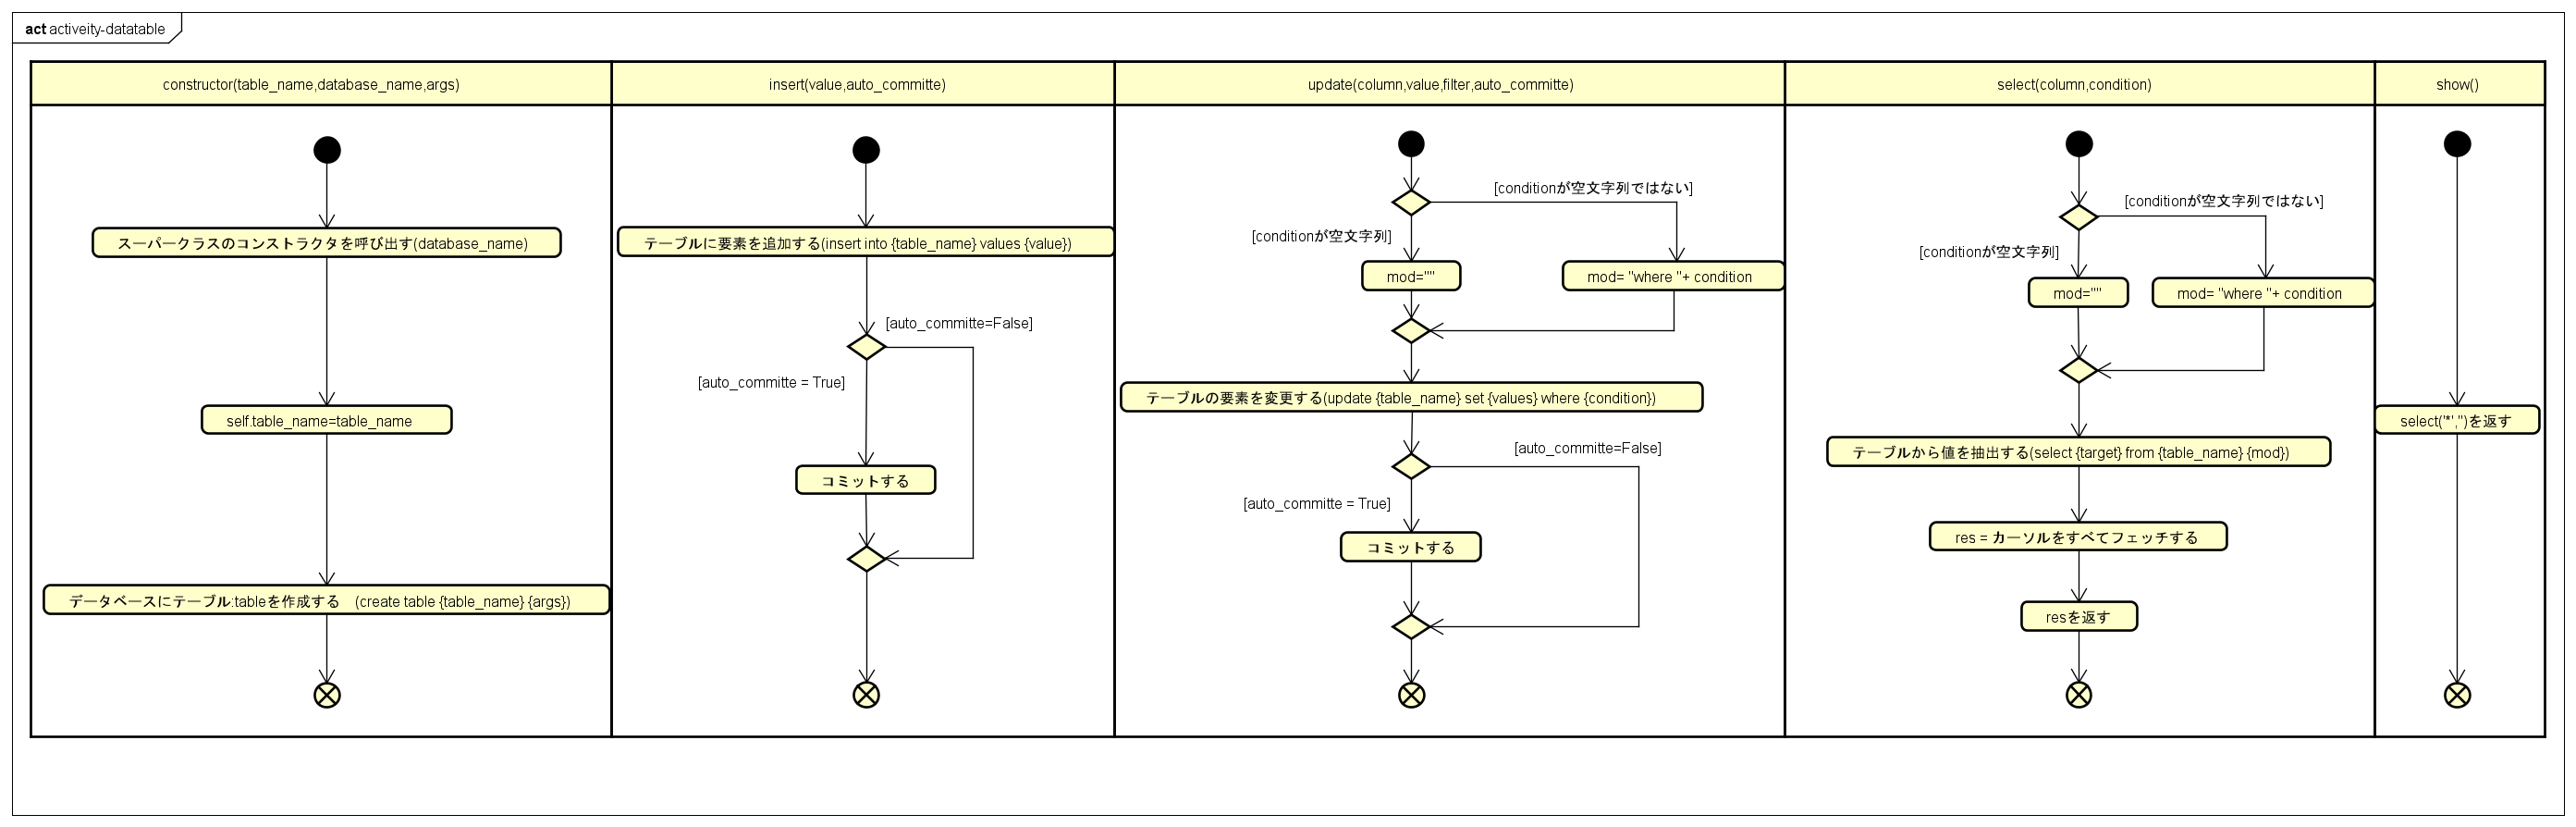 act activeity-datatable
constructor(table_name,database_name,args)
スーパークラスのコンストラクタを呼び出す(database_name)
self.table_name=table_name
データベースにテーブル:tableを作成する　(create table {table_name} {args})
insert(value,auto_committe)
テーブルに要素を追加する(insert into {table_name} values {value})
[auto_committe=False]
[auto_committe = True]
コミットする
update(column,value,filter,auto_committe)
[conditionが空文字列ではない]
[conditionが空文字列]
mod=""
mod= "where "+ condition
テーブルの要素を変更する(update {table_name} set {values} where {condition})
[auto_committe=False]
[auto_committe = True]
コミットする
select(column,condition)
[conditionが空文字列ではない]
[conditionが空文字列]
mod=""
mod= "where "+ condition
テーブルから値を抽出する(select {target} from {table_name} {mod})
res = カーソルをすべてフェッチする
resを返す
show()
select('*','')を返す